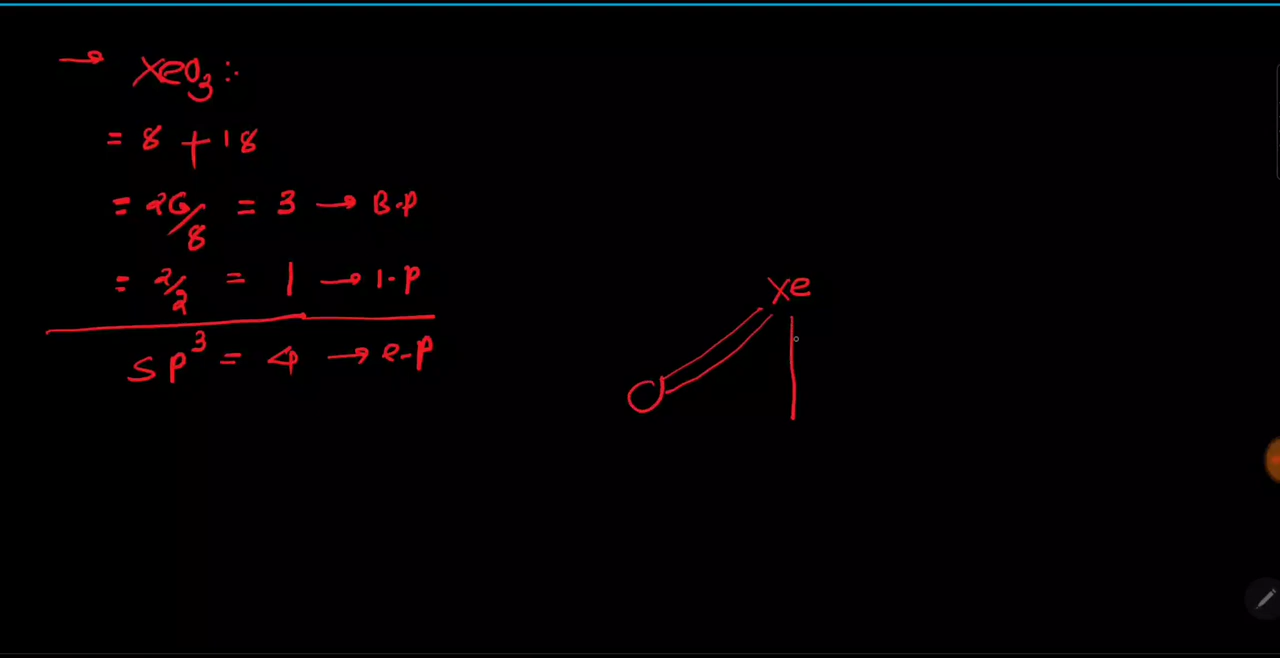 → XeO3 :-
= 8 + 18
= 26/8 = 3 → B.P
= 2/2 = 1 → l.P
SP³ = 4 → e-P
Xe
O